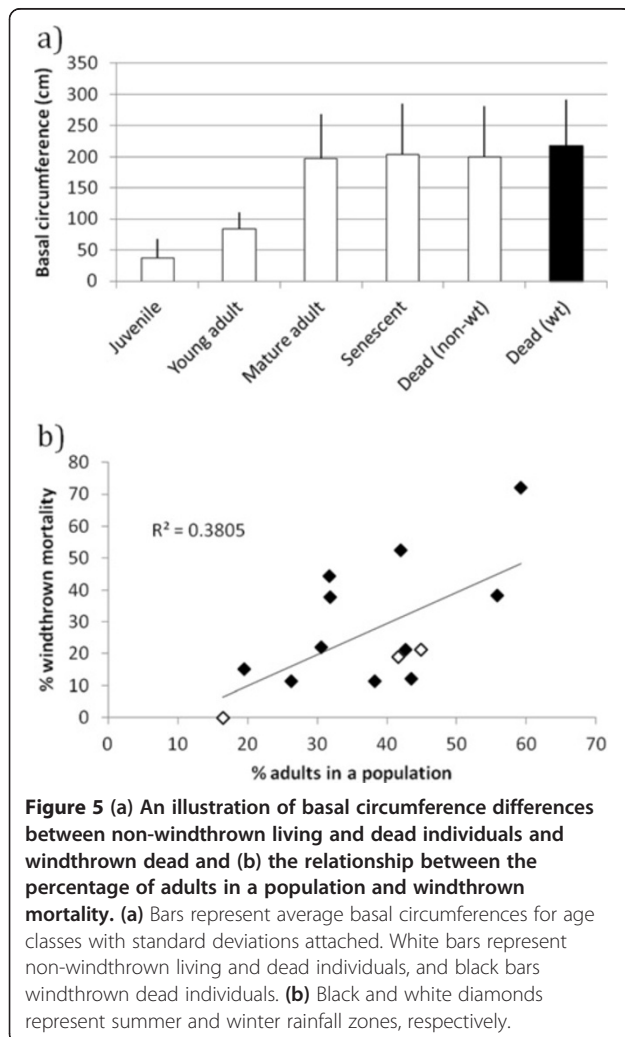 a)
350
300
250
200
150
100
50
0
Basal circumference (cm)
Juvenile
Young adult
Mature adult
Senescent
Dead (non-wt)
Dead (wt)
b)
80
70
60
50
40
30
20
10
0
% windthrown mortality
R² = 0.3805
0 10 20 30 40 50 60 70
% adults in a population
Figure 5 (a) An illustration of basal circumference differences
between non-windthrown living and dead individuals and
windthrown dead and (b) the relationship between the
percentage of adults in a population and windthrown
mortality. (a) Bars represent average basal circumferences for age
classes with standard deviations attached. White bars represent
non-windthrown living and dead individuals, and black bars
windthrown dead individuals. (b) Black and white diamonds
represent summer and winter rainfall zones, respectively.